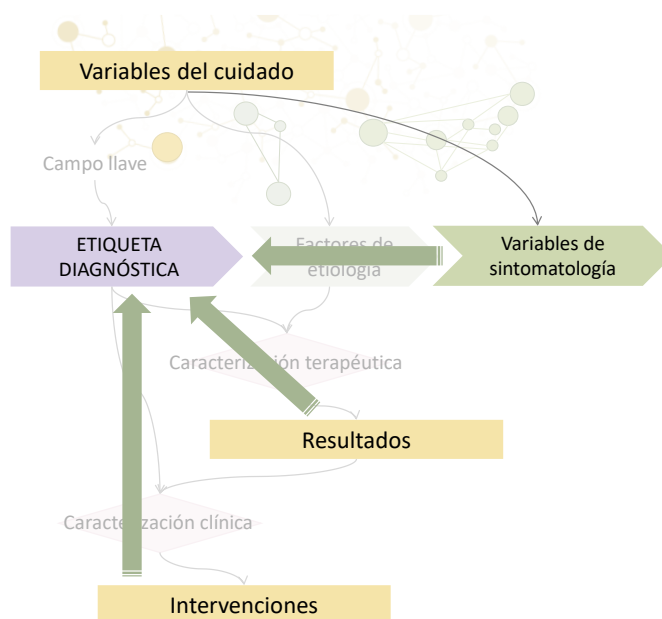 Variables del cuidado
Campo llave
ETIQUETA
DIAGNÓSTICA
Factores de
etiología
Variables de
sintomatología
Caracterización terapéutica
Resultados
Caracterización clínica
Intervenciones